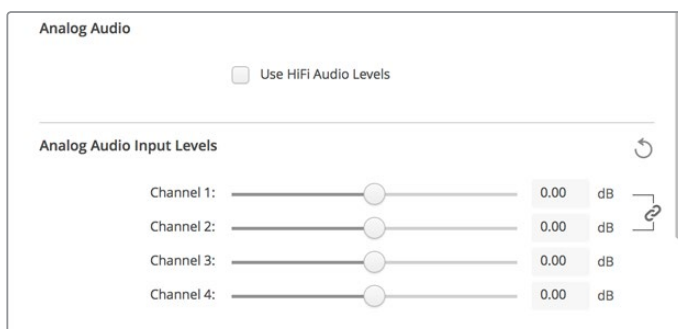 Analog Audio
Use HiFi Audio Levels
Analog Audio Input Levels
Channel 1: 0.00 dB
Channel 2: 0.00 dB
Channel 3: 0.00 dB
Channel 4: 0.00 dB